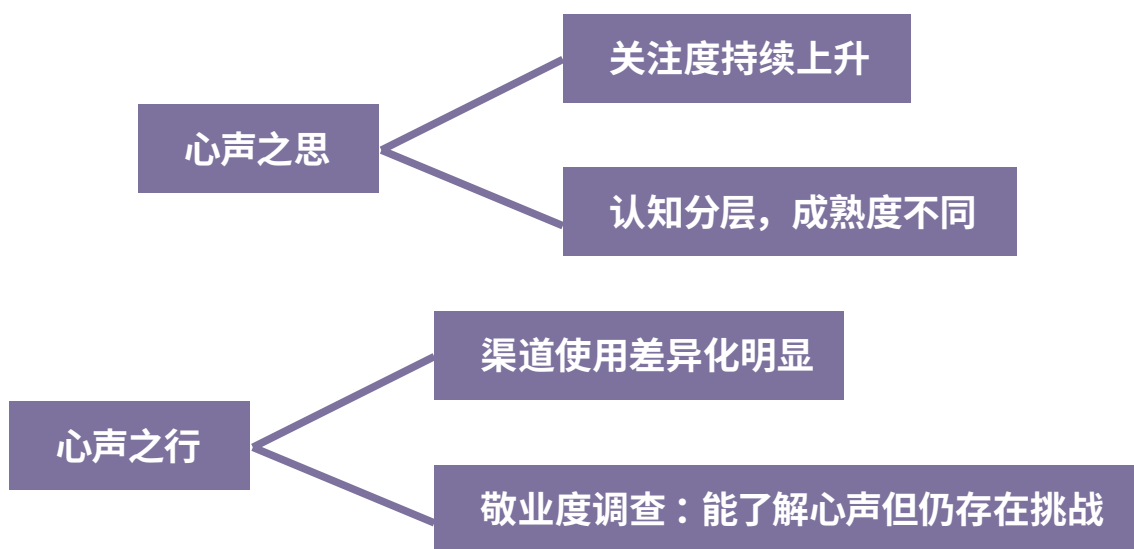 心声之思
关注度持续上升
认知分层，成熟度不同
心声之行
渠道使用差异化明显
敬业度调查：能了解心声但仍存在挑战